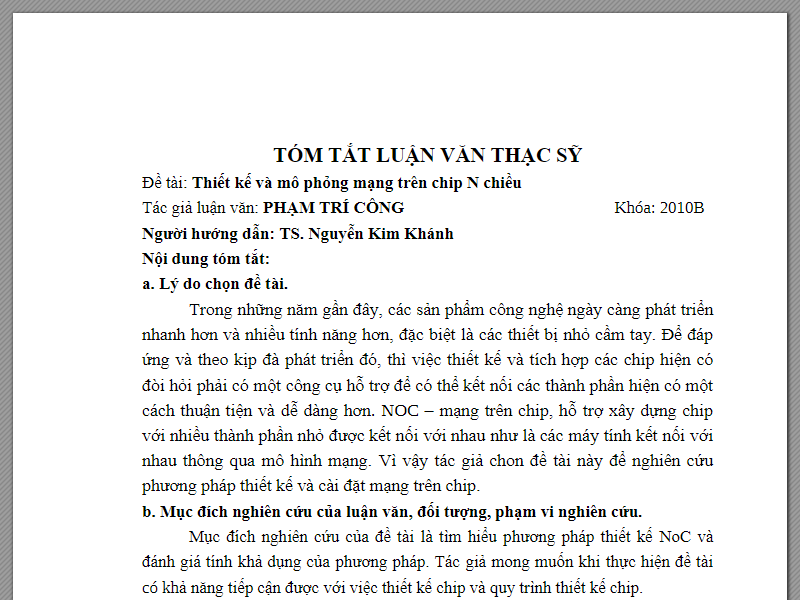 TÓM TẮT LUẬN VĂN THẠC SỸ
Đề tài: Thiết kế và mô phỏng mạng trên chip N chiều
Tác giả luận văn: PHẠM TRÍ CÔNG Khóa: 2010B
Người hướng dẫn: TS. Nguyễn Kim Khánh
Nội dung tóm tắt:
a. Lý do chọn đề tài.
Trong những năm gần đây, các sản phẩm công nghệ ngày càng phát triển
nhanh hơn và nhiều tính năng hơn, đặc biệt là các thiết bị nhỏ cầm tay. Để đáp
ứng và theo kịp đà phát triển đó, thì việc thiết kế và tích hợp các chip hiện có
đòi hỏi phải có một công cụ hỗ trợ để có thể kết nối các thành phần hiện có một
cách thuận tiện và dễ dàng hơn. NOC – mạng trên chip, hỗ trợ xây dựng chip
với nhiều thành phần nhỏ được kết nối với nhau như là các máy tính kết nối với
nhau thông qua mô hình mạng. Vì vậy tác giả chon đề tài này để nghiên cứu
phương pháp thiết kế và cài đặt mạng trên chip.
b. Mục đích nghiên cứu của luận văn, đối tượng, phạm vi nghiên cứu.
Mục đích nghiên cứu của đề tài là tìm hiểu phương pháp thiết kế NoC và
đánh giá tính khả dụng của phương pháp. Tác giả mong muốn khi thực hiện đề tài
có khả năng tiếp cận được với việc thiết kế chip và quy trình thiết kế chip.